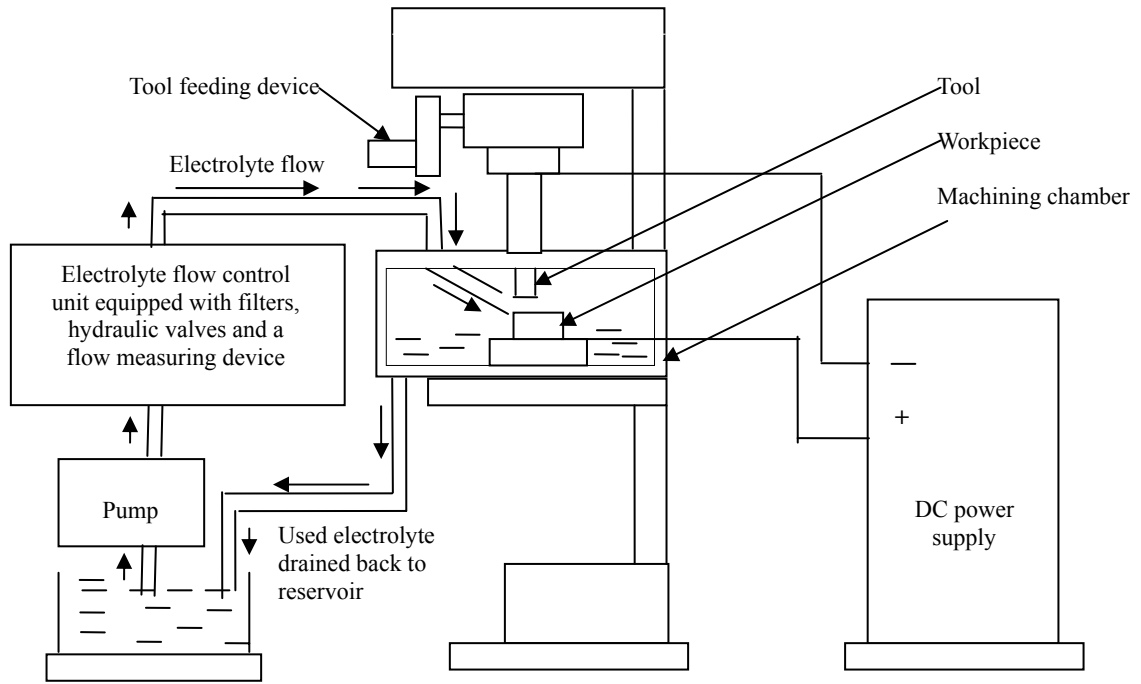 Tool feeding device
Tool
Workpiece
Electrolyte flow
Machining chamber
Electrolyte flow control
unit equipped with filters,
hydraulic valves and a
flow measuring device
—
+
Pump
DC power
supply
Used electrolyte
drained back to
reservoir